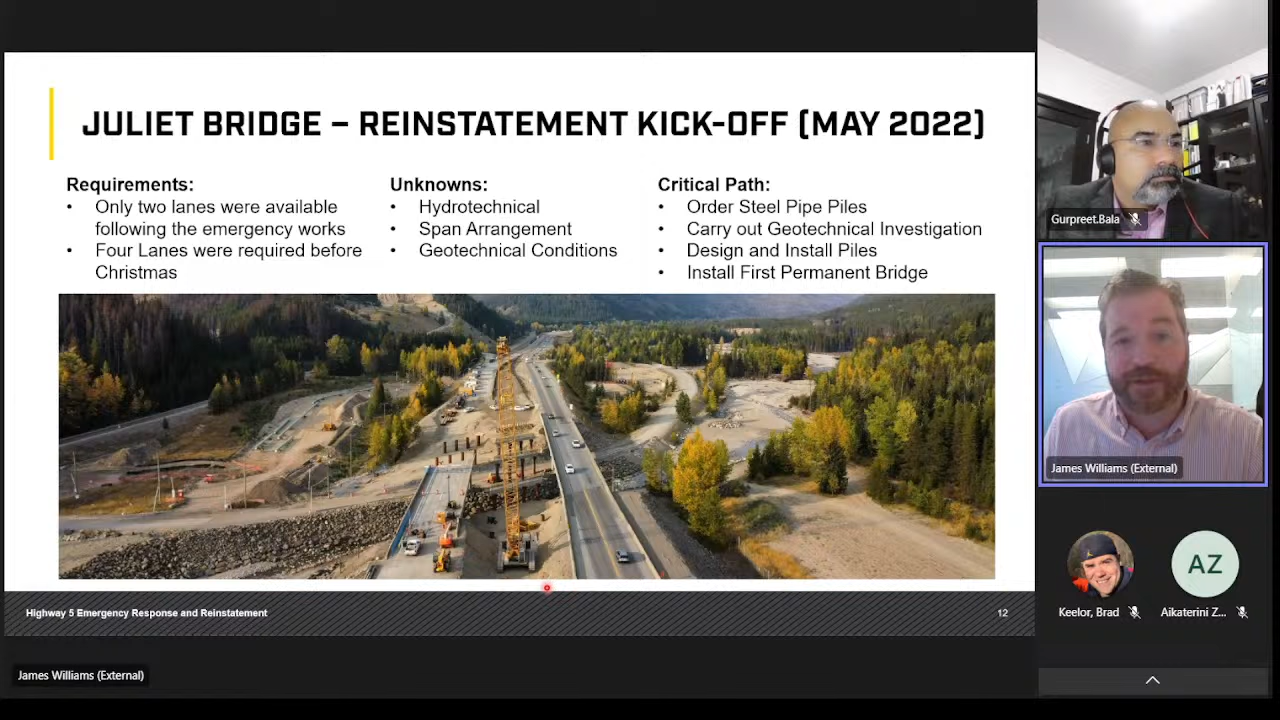 JULIET BRIDGE – REINSTATEMENT KICK-OFF (MAY 2022)
Requirements:
• Only two lanes were available
following the emergency works
• Four Lanes were required before
Christmas
Unknowns:
• Hydrotechnical
• Span Arrangement
• Geotechnical Conditions
Critical Path:
• Order Steel Pipe Piles
• Carry out Geotechnical Investigation
• Design and Install Piles
• Install First Permanent Bridge
Highway 5 Emergency Response and Reinstatement
12
James Williams (External)
Gurpreet.Bala
James Williams (External)
Keelor, Brad
AZ
Aikaterini Z...